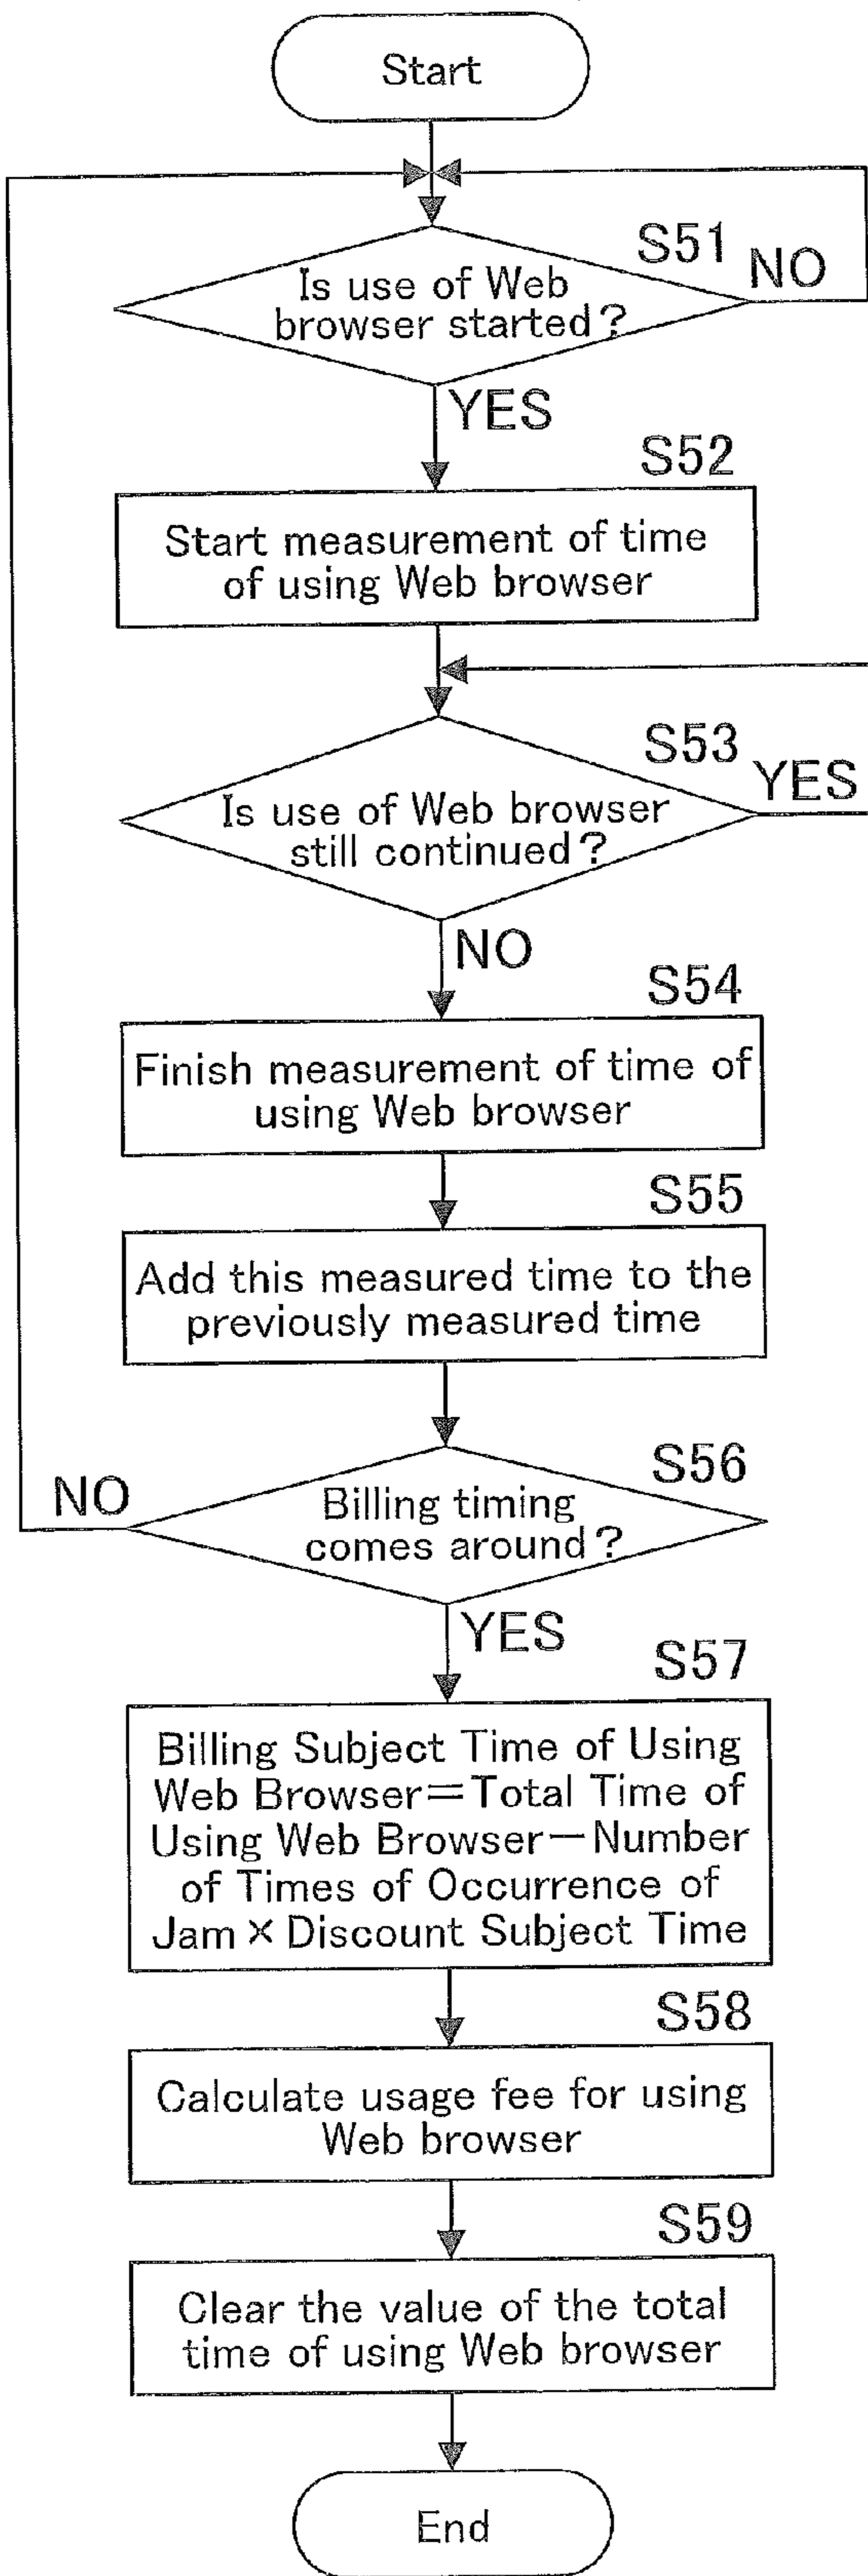 Start
S51
NO
Is use of Web
browser started?
YES
S52
Start measurement of time
of using Web browser
S53
YES
Is use of Web browser
still continued?
NO
S54
Finish measurement of time of
using Web browser
S55
Add this measured time to the
previously measured time
S56
NO
Billing timing
comes around?
YES
S57
Billing Subject Time of Using
Web Browser=Total Time of
Using Web Browser-Number
of Times of Occurrence of
Jam×Discount Subject Time
S58
Calculate usage fee for using
Web browser
S59
Clear the value of the total
time of using Web browser
End